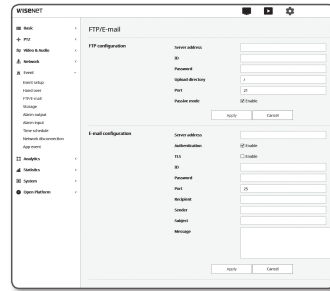 WISENET
Basic
PTZ
Video & Audio
Network
Event
Event setup
Hand over
FTP/E-mail
Storage
Alarm output
Alarm input
Time schedule
Network disconnection
App event
Analytics
Statistics
System
Open Platform
FTP/E-mail
FTP configuration
Server address
ID
Password
Upload directory /
Port 21
Passive mode Enable
Apply Cancel
E-mail configuration
Server address
Authentication Enable
TLS Enable
ID
Password
Port 25
Recipient
Sender
Subject
Message
Apply Cancel